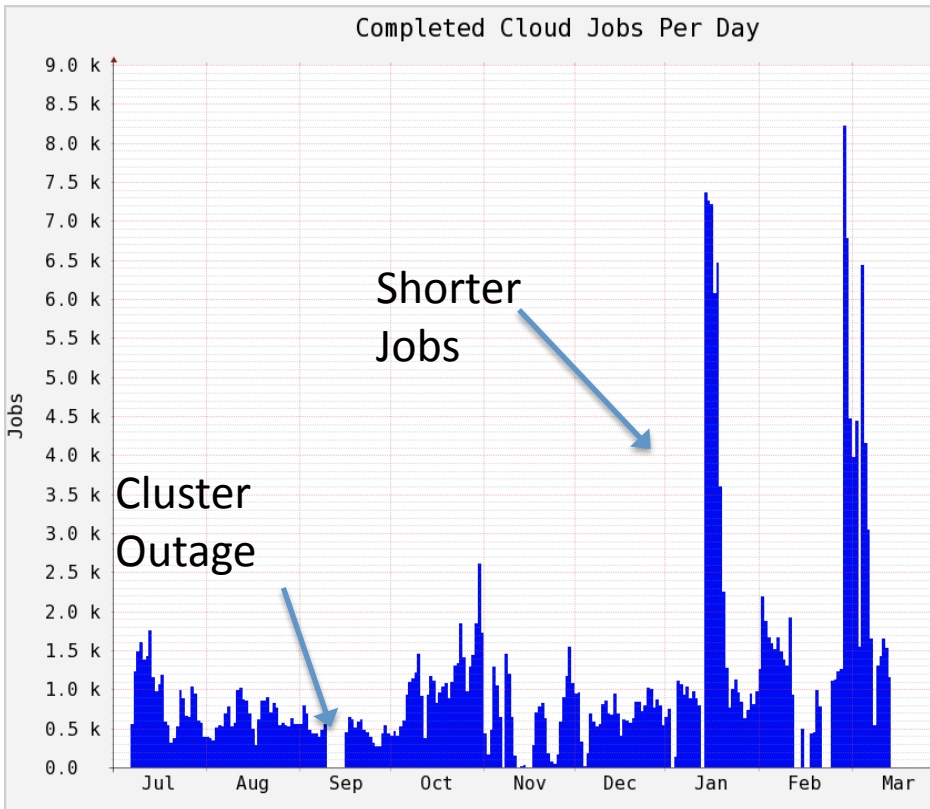 Completed Cloud Jobs Per Day
9.0 k
8.5 k
8.0 k
7.5 k
7.0 k
6.5 k
6.0 k
5.5 k
5.0 k
4.5 k
4.0 k
3.5 k
3.0 k
2.5 k
2.0 k
1.5 k
1.0 k
0.5 k
0.0
Jobs
Shorter
Jobs
Cluster
Outage
Jul Aug Sep Oct Nov Dec Jan Feb Mar